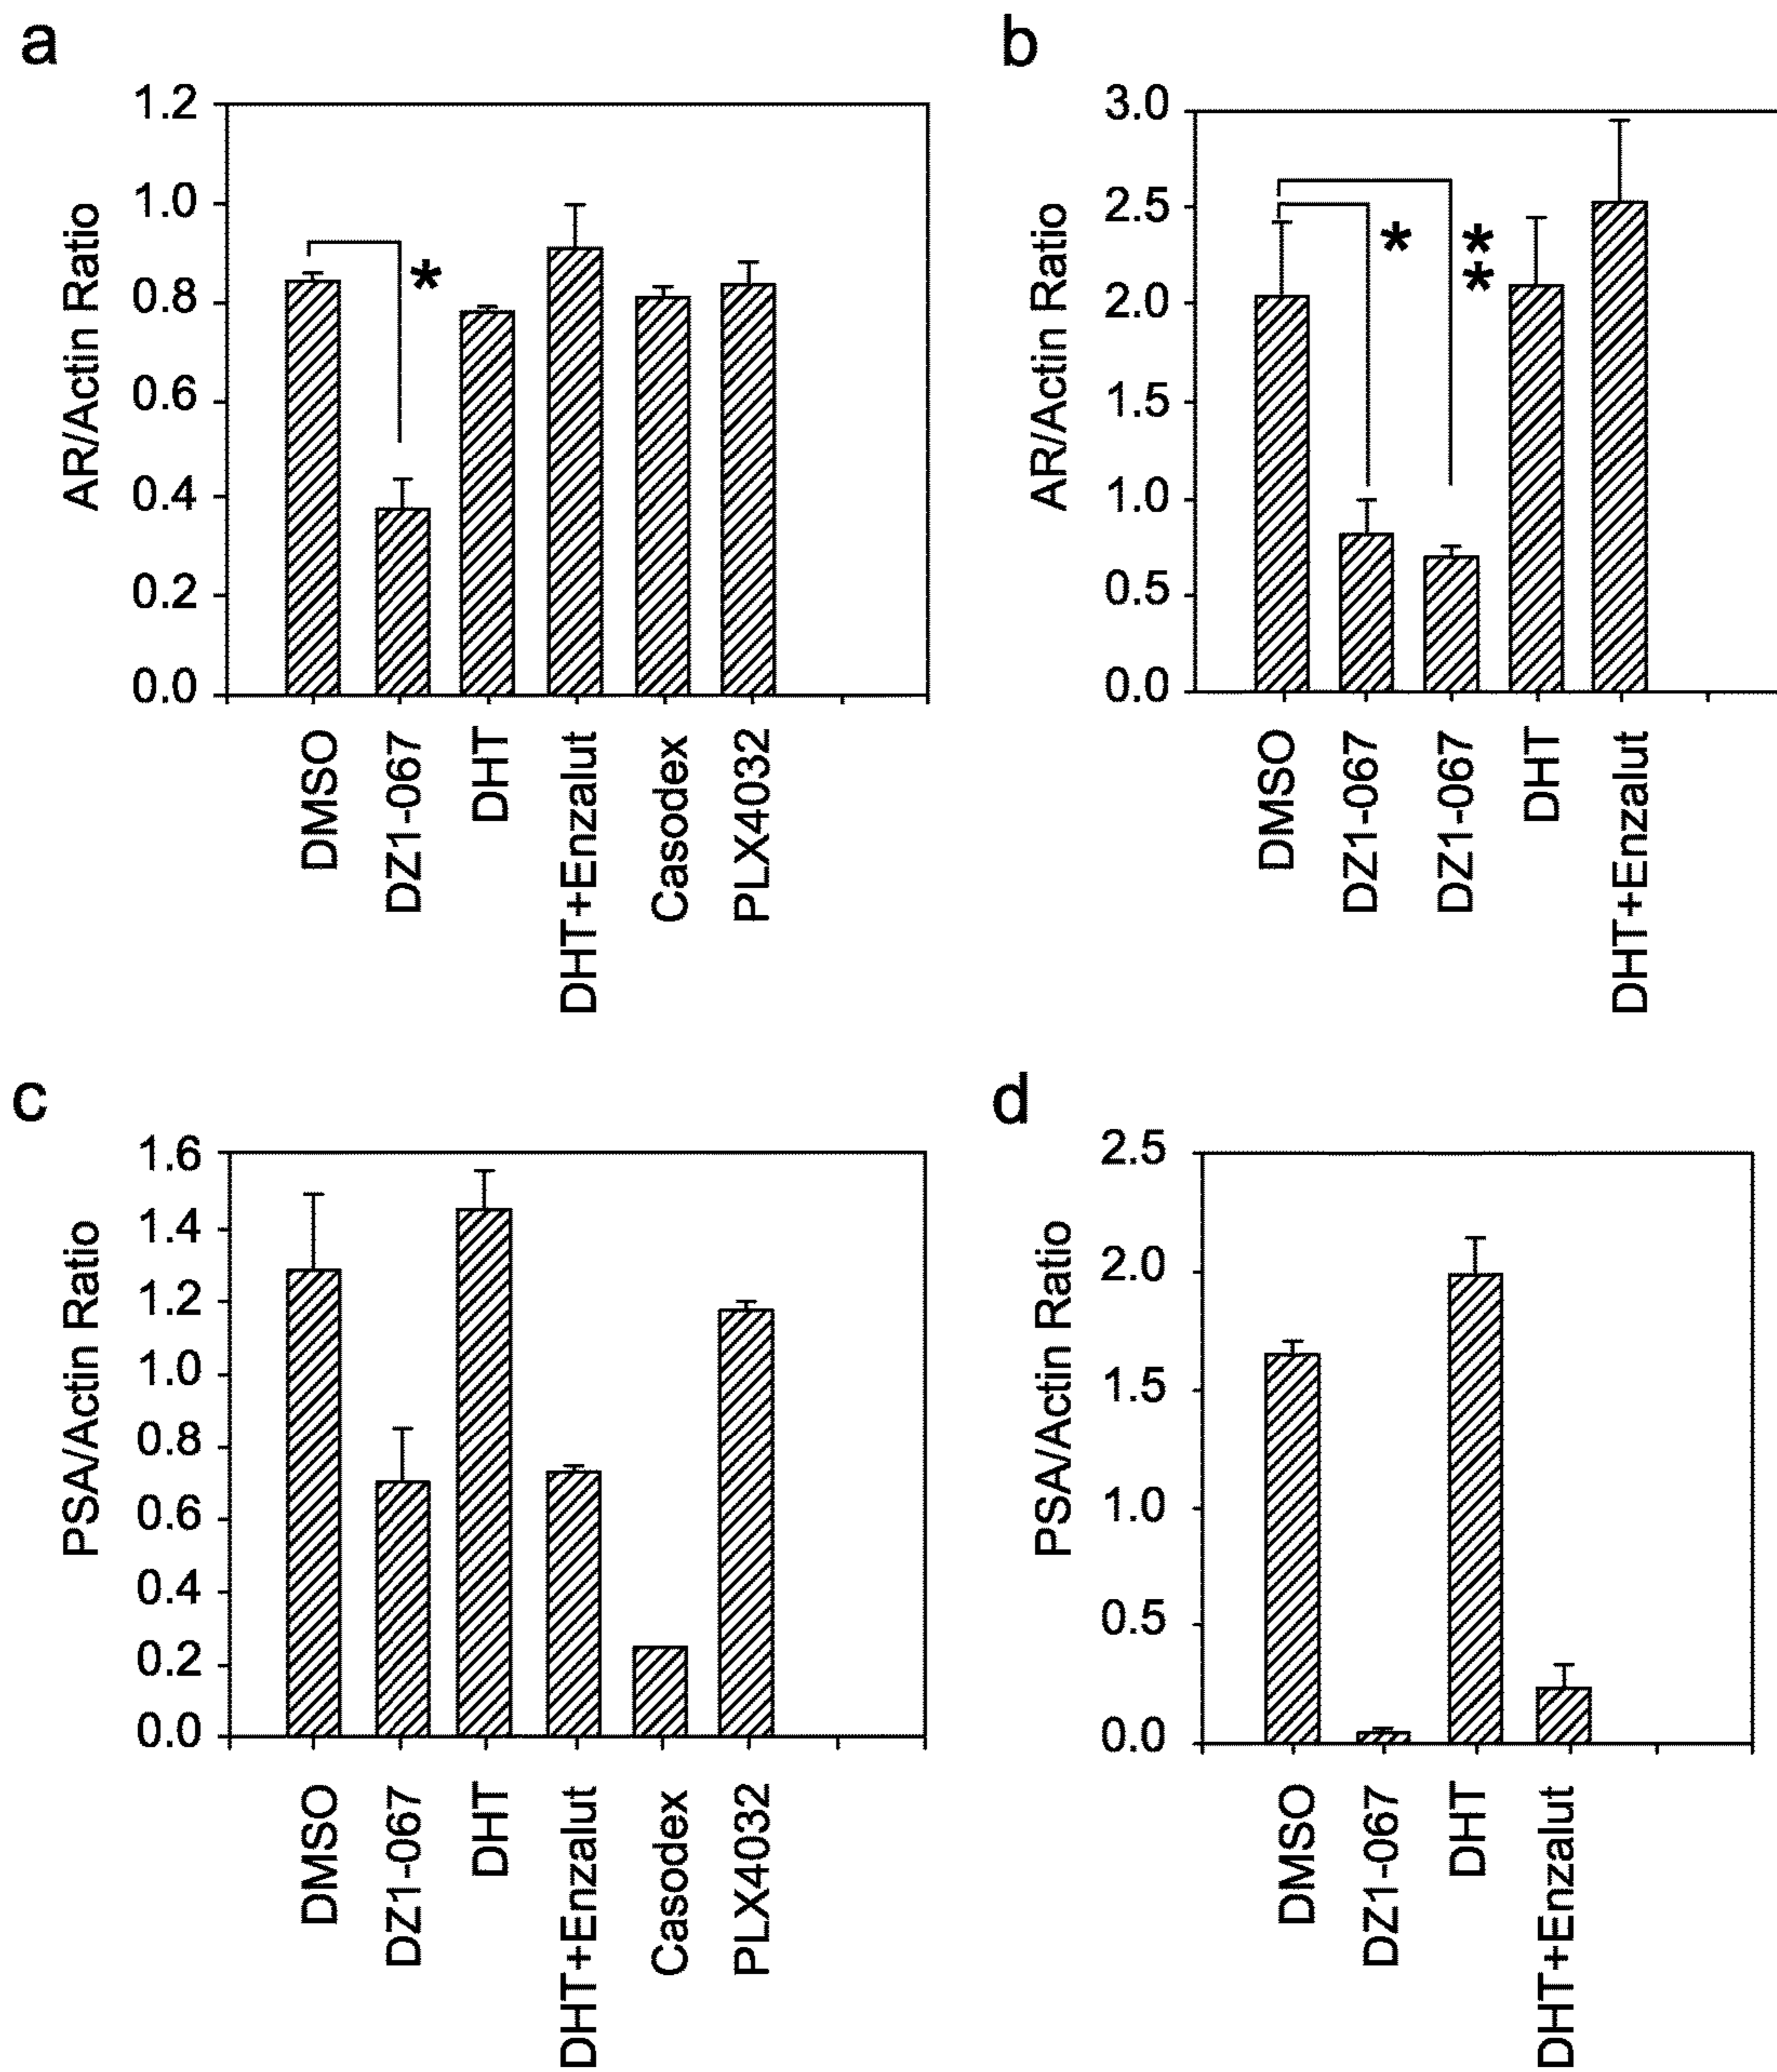 a
AR/Actin Ratio
1.2
1.0
0.8
0.6
0.4
0.2
0.0
*
DMSO
DZ1-067
DHT
DHT+Enzalut
Casodex
PLX4032
b
AR/Actin Ratio
3.0
2.5
2.0
1.5
1.0
0.5
0.0
*
**
DMSO
DZ1-067
DZ1-067
DHT
DHT+Enzalut
c
PSA/Actin Ratio
1.6
1.4
1.2
1.0
0.8
0.6
0.4
0.2
0.0
DMSO
DZ1-067
DHT
DHT+Enzalut
Casodex
PLX4032
d
PSA/Actin Ratio
2.5
2.0
1.5
1.0
0.5
0.0
DMSO
DZ1-067
DHT
DHT+Enzalut